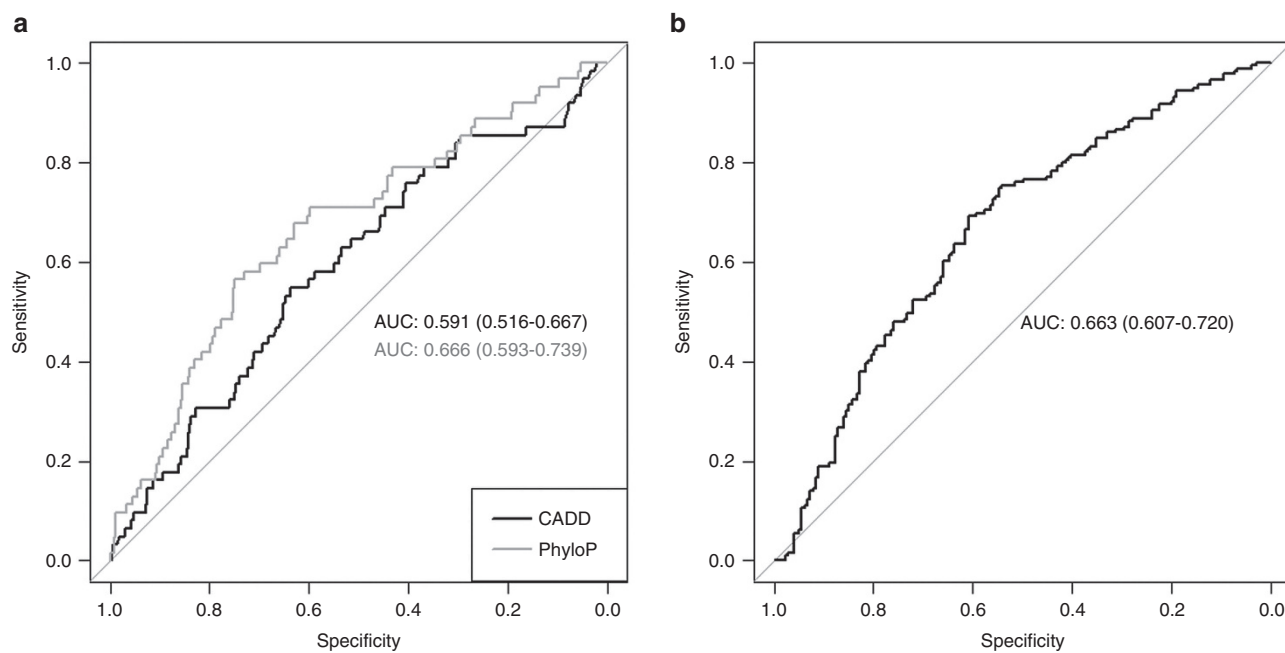 a
1.0
0.8
0.6
0.4
0.2
0.0
Sensitivity
AUC: 0.591 (0.516-0.667)
AUC: 0.666 (0.593-0.739)
CADD
PhyloP
1.0 0.8 0.6 0.4 0.2 0.0
Specificity
b
1.0
0.8
0.6
0.4
0.2
0.0
Sensitivity
AUC: 0.663 (0.607-0.720)
1.0 0.8 0.6 0.4 0.2 0.0
Specificity